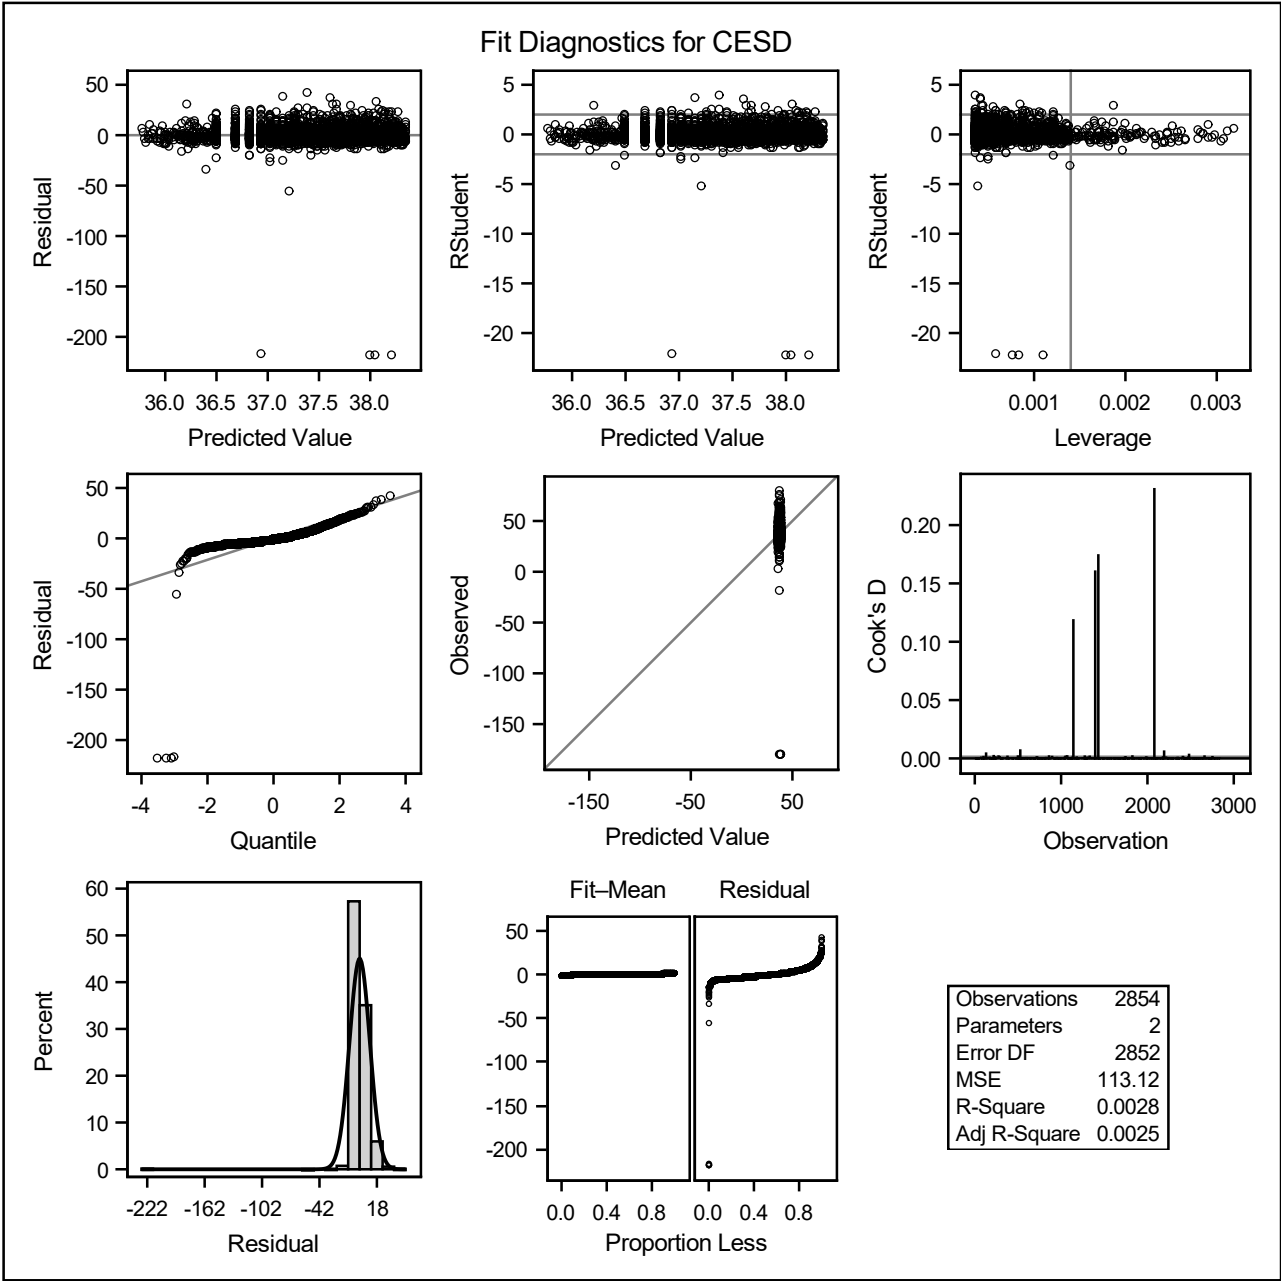 Fit Diagnostics for CESD
50
0
-50
-100
-150
-200
Residual
36.0 36.5 37.0 37.5 38.0
Predicted Value
5
0
-5
-10
-15
-20
RStudent
36.0 36.5 37.0 37.5 38.0
Predicted Value
5
0
-5
-10
-15
-20
RStudent
0.001 0.002 0.003
Leverage
50
0
-50
-100
-150
-200
Residual
-4 -2 0 2 4
Quantile
50
0
-50
-100
-150
Observed
-150 -50 50
Predicted Value
0.20
0.15
0.10
0.05
0.00
Cook's D
0 1000 2000 3000
Observation
60
50
40
30
20
10
0
Percent
-222 -162 -102 -42 18
Residual
Fit–Mean Residual
50
0
-50
-100
-150
-200
0.0 0.4 0.8 0.0 0.4 0.8
Proportion Less
Observations 2854
Parameters 2
Error DF 2852
MSE 113.12
R-Square 0.0028
Adj R-Square 0.0025